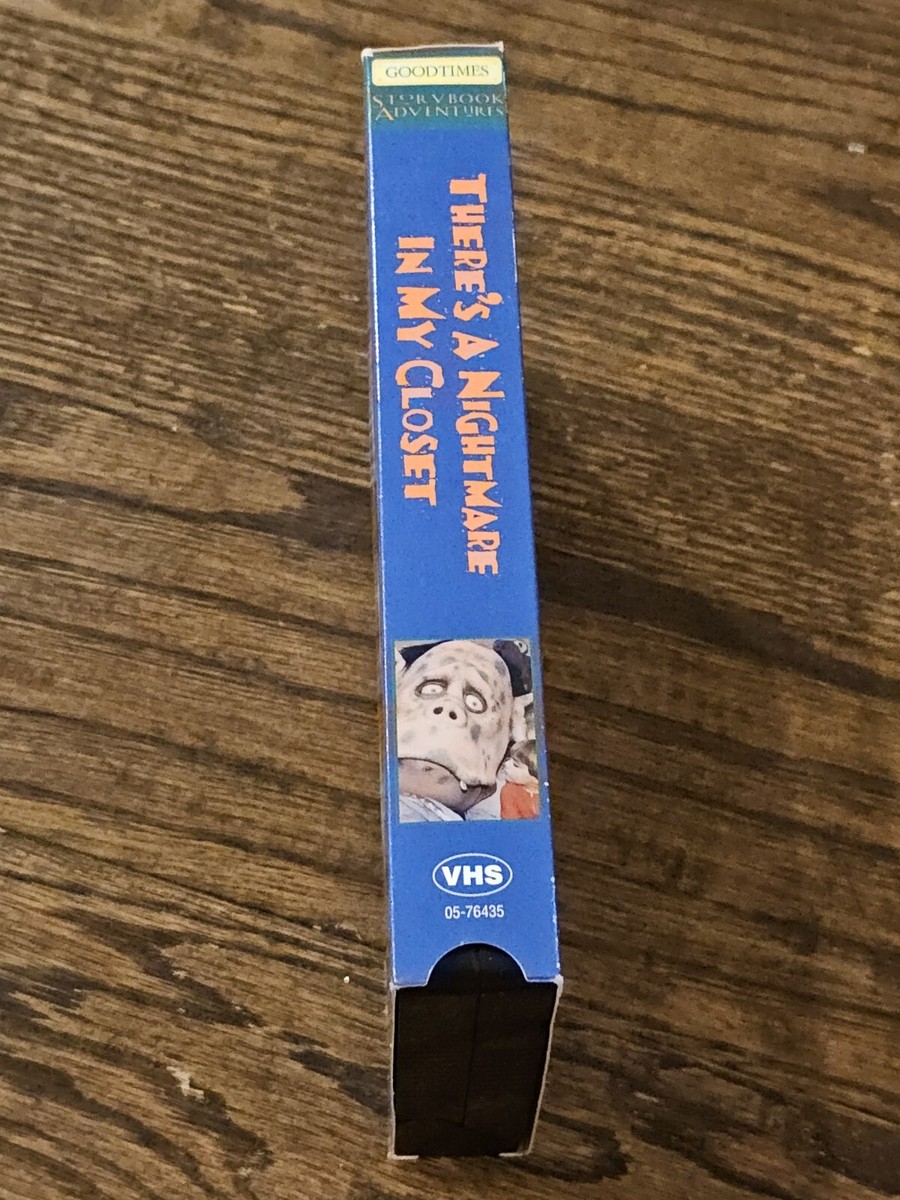 GOODTIMES
STORYBOOK
ADVENTURES
THERE'S A NIGHTMARE
IN MY CLOSET
VHS
05-76435